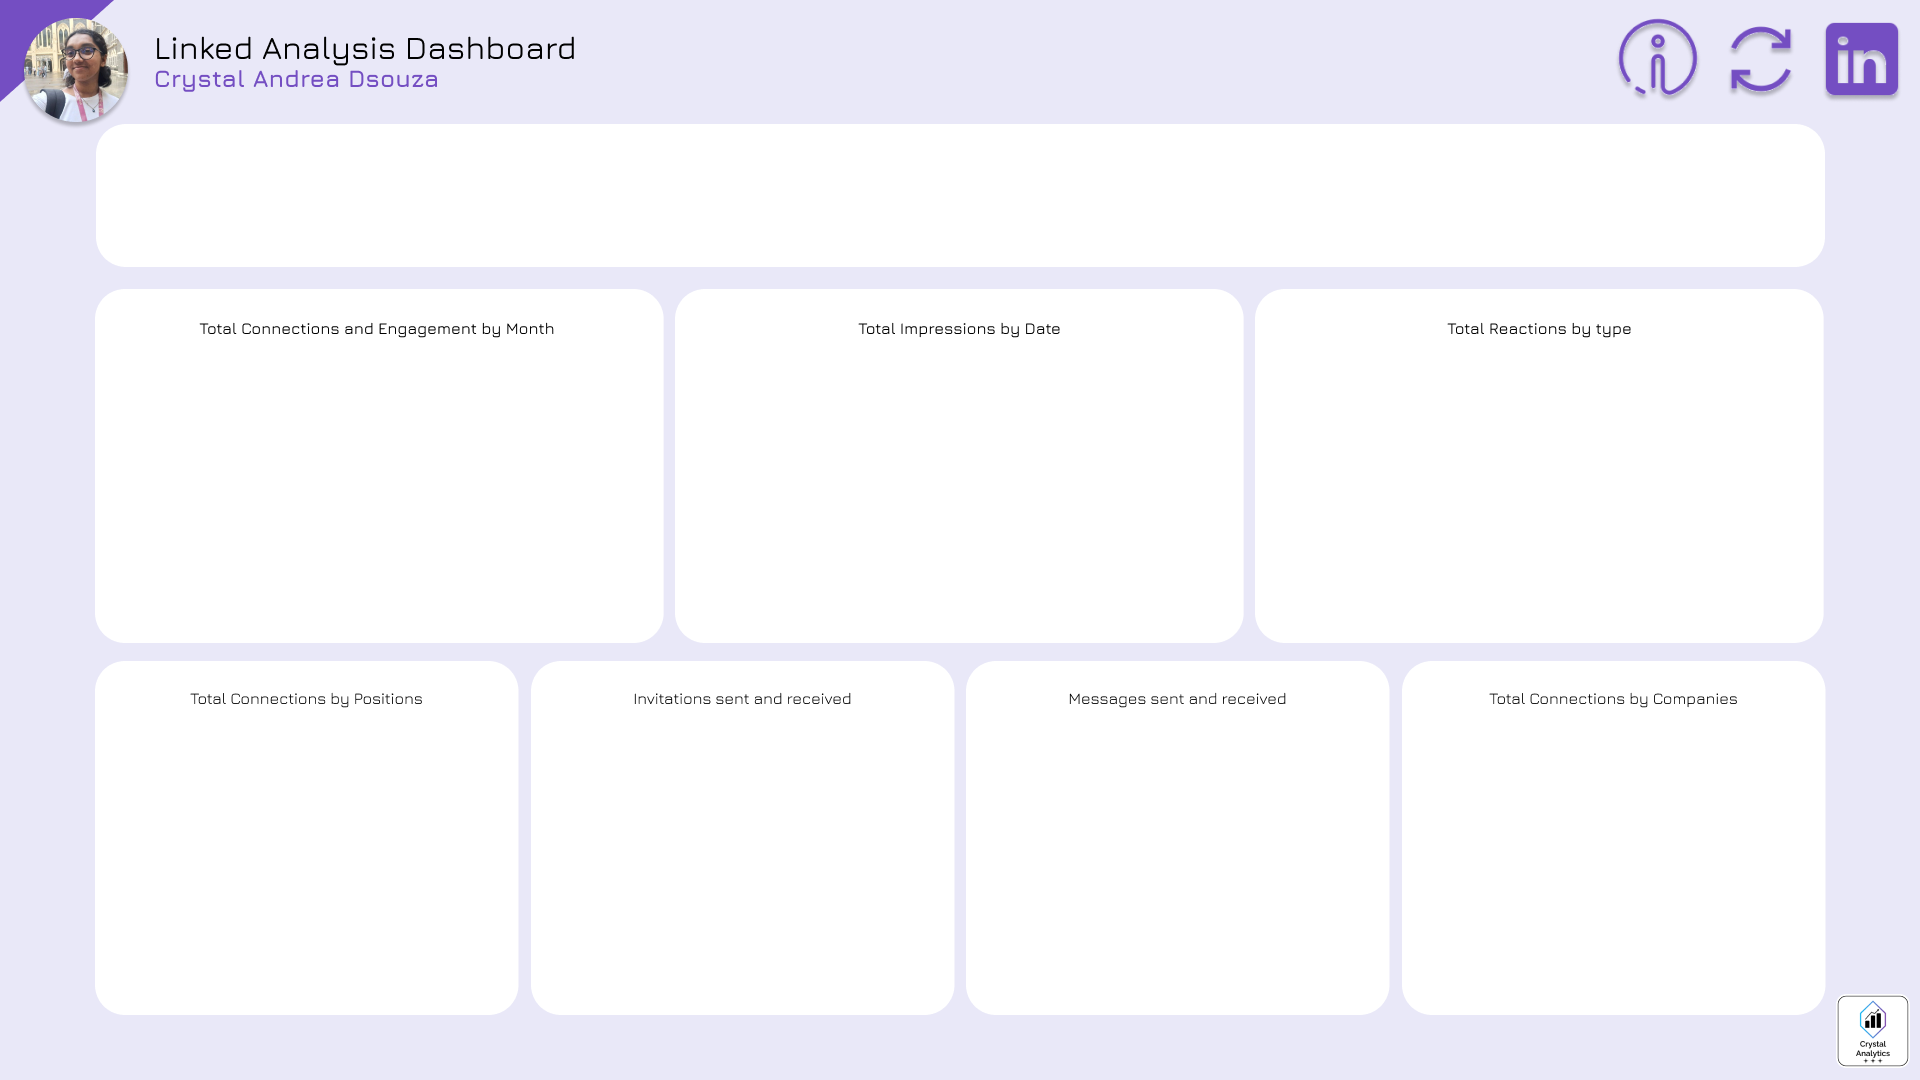 Linked Analysis Dashboard
Crystal Andrea Dsouza
in
Total Connections and Engagement by Month
Total Impressions by Date
Total Reactions by type
Total Connections by Positions
Invitations sent and received
Messages sent and received
Total Connections by Companies
Crystal
Analytics